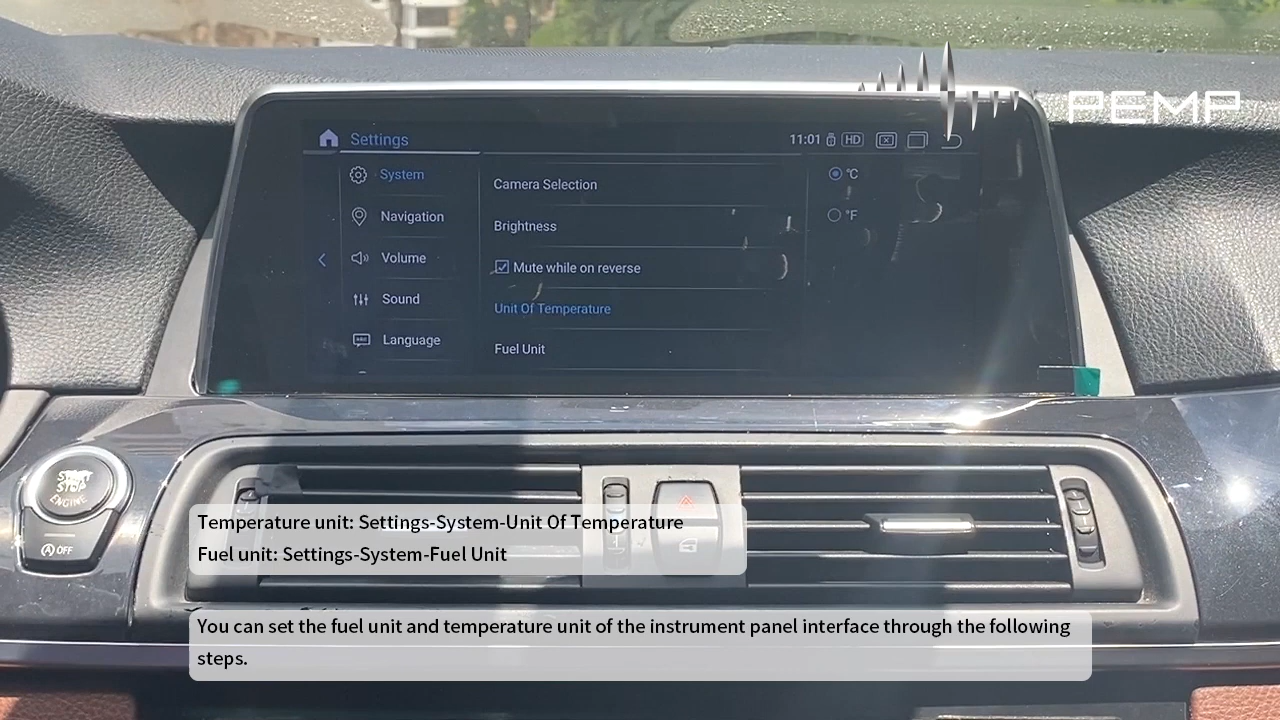 PEMP
Settings
11:01 HD
System
Navigation
Volume
Sound
Language
Camera Selection
Brightness
Mute while on reverse
Unit Of Temperature
Fuel Unit
°C
°F
START
STOP
ENGINE
A OFF
Temperature unit: Settings-System-Unit Of Temperature
Fuel unit: Settings-System-Fuel Unit
You can set the fuel unit and temperature unit of the instrument panel interface through the following
steps.